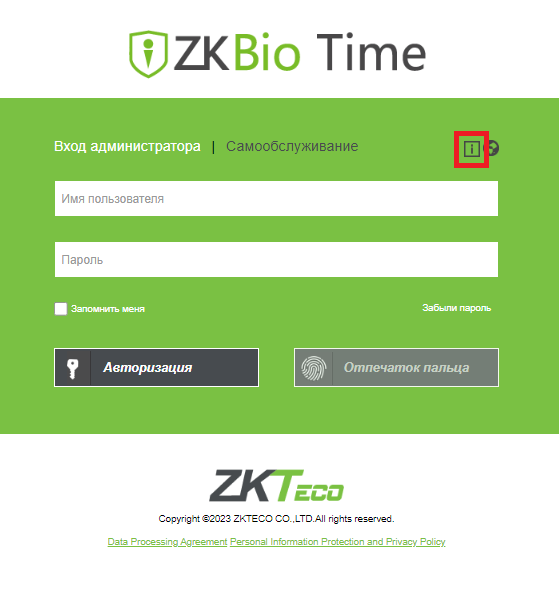 ZKBio Time
Вход администратора | Самообслуживание
Имя пользователя
Пароль
Запомнить меня Забыли пароль
Авторизация Отпечаток пальца
ZKTECO
Copyright ©2023 ZKTECO CO.,LTD.All rights reserved.
Data Processing Agreement Personal Information Protection and Privacy Policy